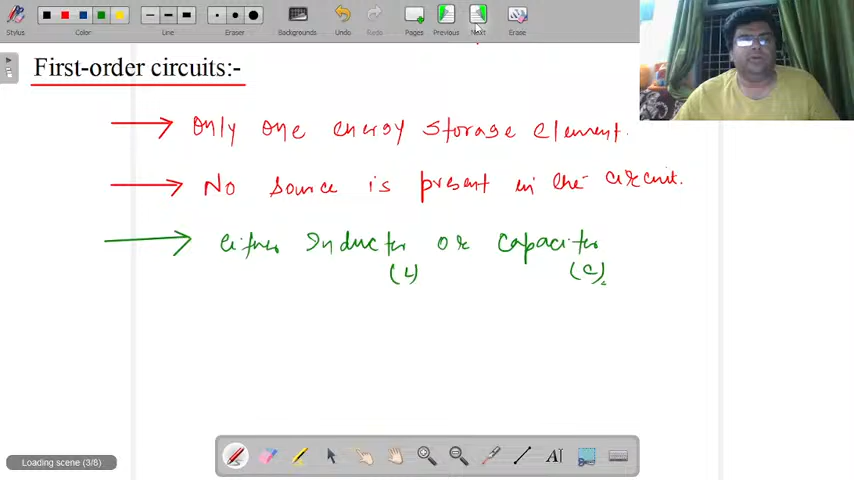 Stylus
Color
Line
Eraser
Backgrounds
Undo
Redo
Pages
Previous
Next
Erase
First-order circuits:-
→ Only one energy storage element.
→ No source is present in the circuit.
→ either Inductor or capacitor
(L) (C)
Loading scene (3/8)